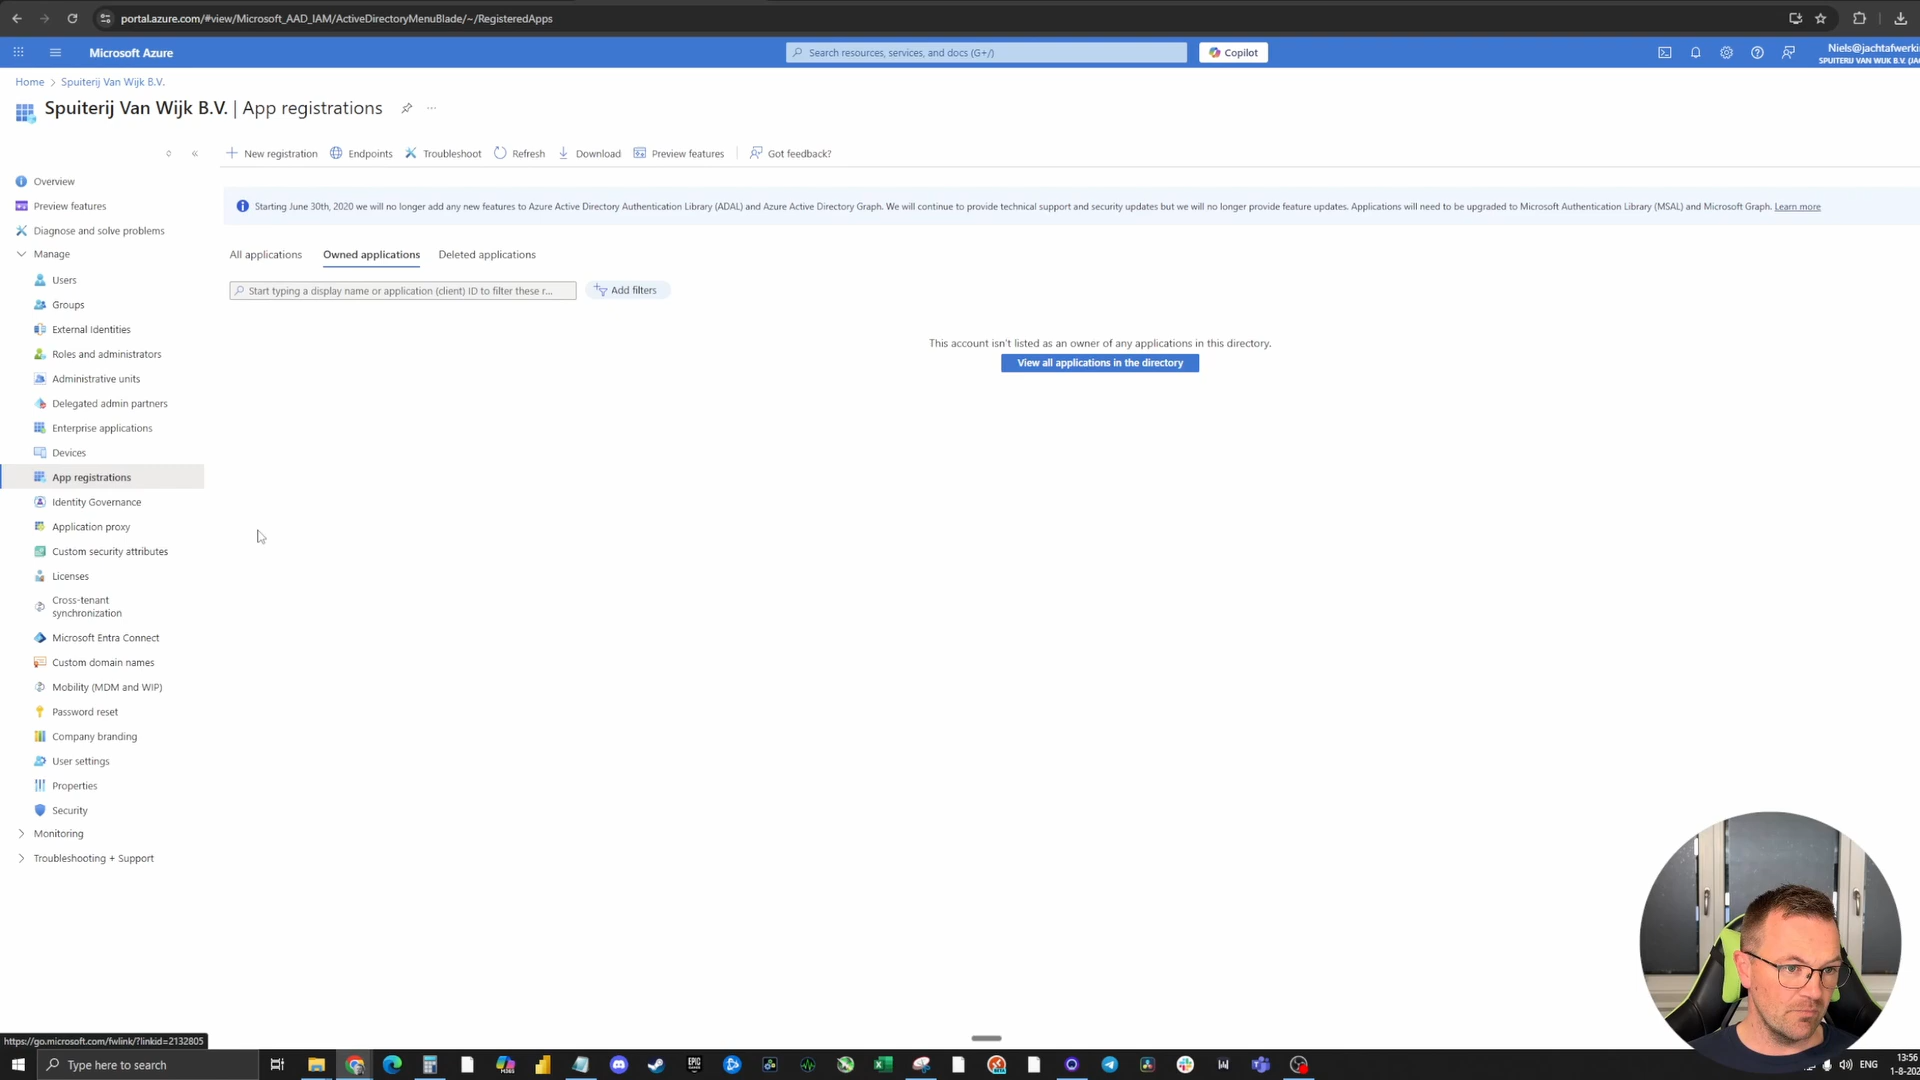 portal.azure.com/#view/Microsoft_AAD_IAM/ActiveDirectoryMenuBlade/~/RegisteredApps
Microsoft Azure
Search resources, services, and docs (G+/)
Copilot
Niels@jachtafwerkin
SPUITERIJ VAN WIJK B.V. (JAC
Home > Spuiterij Van Wijk B.V.
Spuiterij Van Wijk B.V. | App registrations
New registration
Endpoints
Troubleshoot
Refresh
Download
Preview features
Got feedback?
Overview
Preview features
Diagnose and solve problems
Manage
Users
Groups
External Identities
Roles and administrators
Administrative units
Delegated admin partners
Enterprise applications
Devices
App registrations
Identity Governance
Application proxy
Custom security attributes
Licenses
Cross-tenant
synchronization
Microsoft Entra Connect
Custom domain names
Mobility (MDM and WIP)
Password reset
Company branding
User settings
Properties
Security
Monitoring
Troubleshooting + Support
Starting June 30th, 2020 we will no longer add any new features to Azure Active Directory Authentication Library (ADAL) and Azure Active Directory Graph. We will continue to provide technical support and security updates but we will no longer provide feature updates. Applications will need to be upgraded to Microsoft Authentication Library (MSAL) and Microsoft Graph. Learn more
All applications
Owned applications
Deleted applications
Start typing a display name or application (client) ID to filter these r...
Add filters
This account isn't listed as an owner of any applications in this directory.
View all applications in the directory
https://go.microsoft.com/fwlink/?linkid=2132805
Type here to search
ENG
13:56
1-8-202